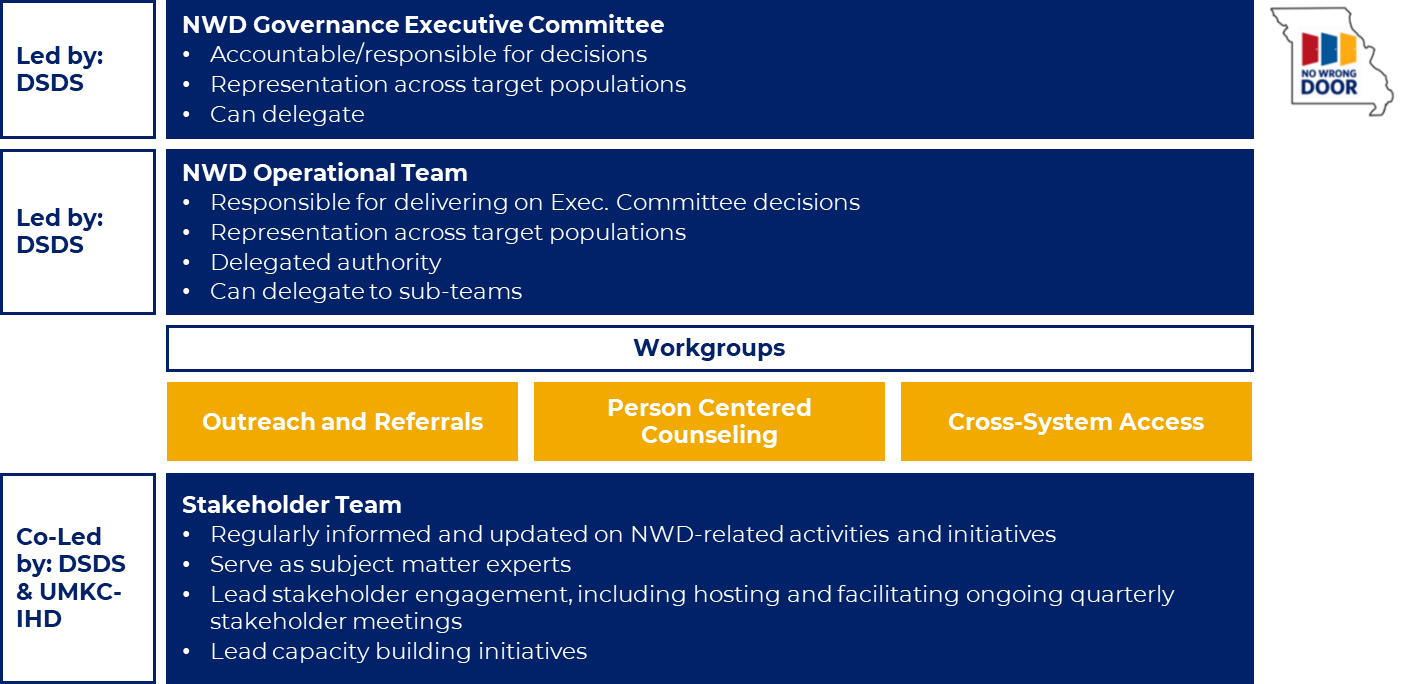 Led by:
DSDS
NWD Governance Executive Committee
• Accountable/responsible for decisions
• Representation across target populations
• Can delegate
NO WRONG
DOOR
Led by:
DSDS
NWD Operational Team
• Responsible for delivering on Exec. Committee decisions
• Representation across target populations
• Delegated authority
• Can delegate to sub-teams
Workgroups
Outreach and Referrals
Person Centered
Counseling
Cross-System Access
Co-Led
by: DSDS
& UMKC-
IHD
Stakeholder Team
• Regularly informed and updated on NWD-related activities and initiatives
• Serve as subject matter experts
• Lead stakeholder engagement, including hosting and facilitating ongoing quarterly
stakeholder meetings
• Lead capacity building initiatives